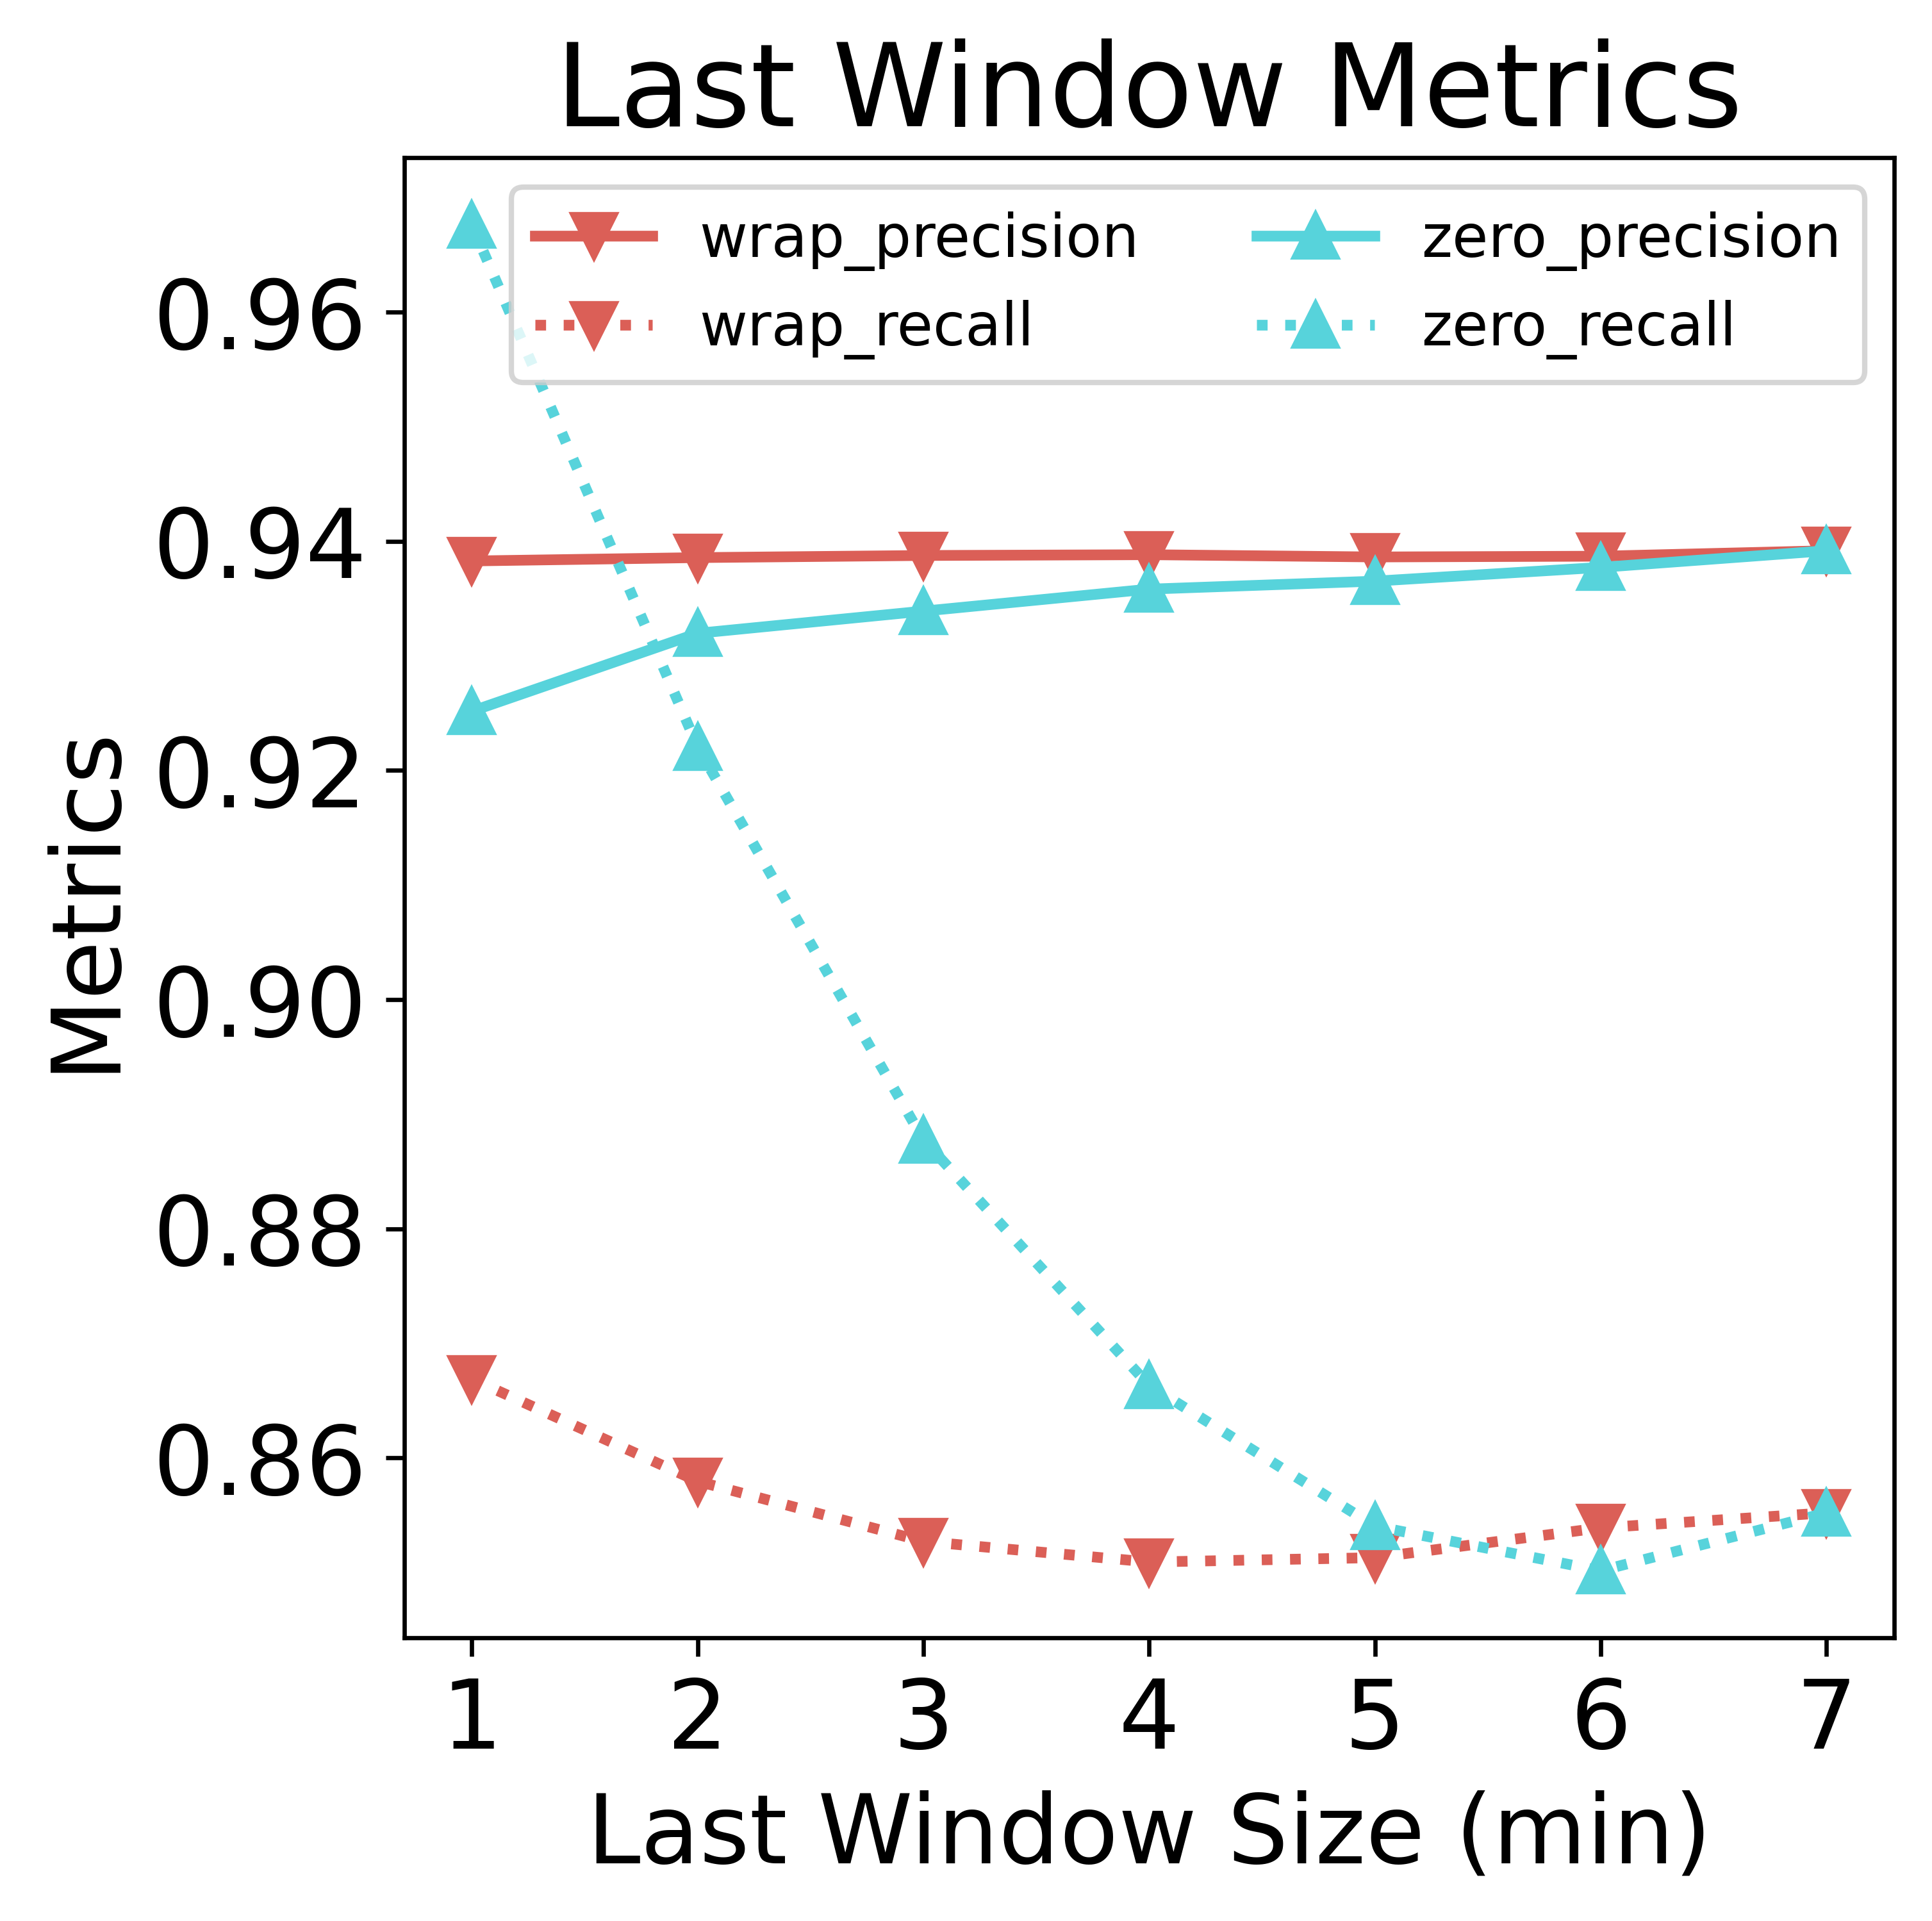 Last Window Metrics
wrap_precision
wrap_recall
zero_precision
zero_recall
Metrics
0.96
0.94
0.92
0.90
0.88
0.86
1 2 3 4 5 6 7
Last Window Size (min)